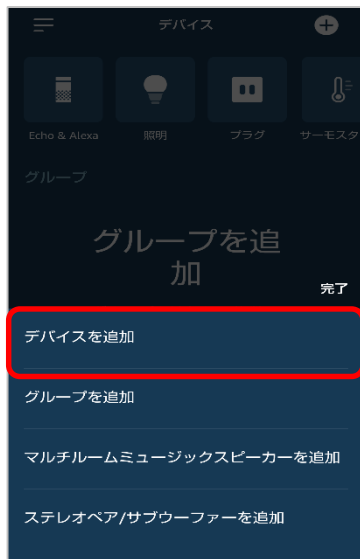 デバイス
Echo & Alexa 照明 プラグ サーモスタ
グループ
グループを追
加
完了
デバイスを追加
グループを追加
マルチルームミュージックスピーカーを追加
ステレオペア/サブウーファーを追加